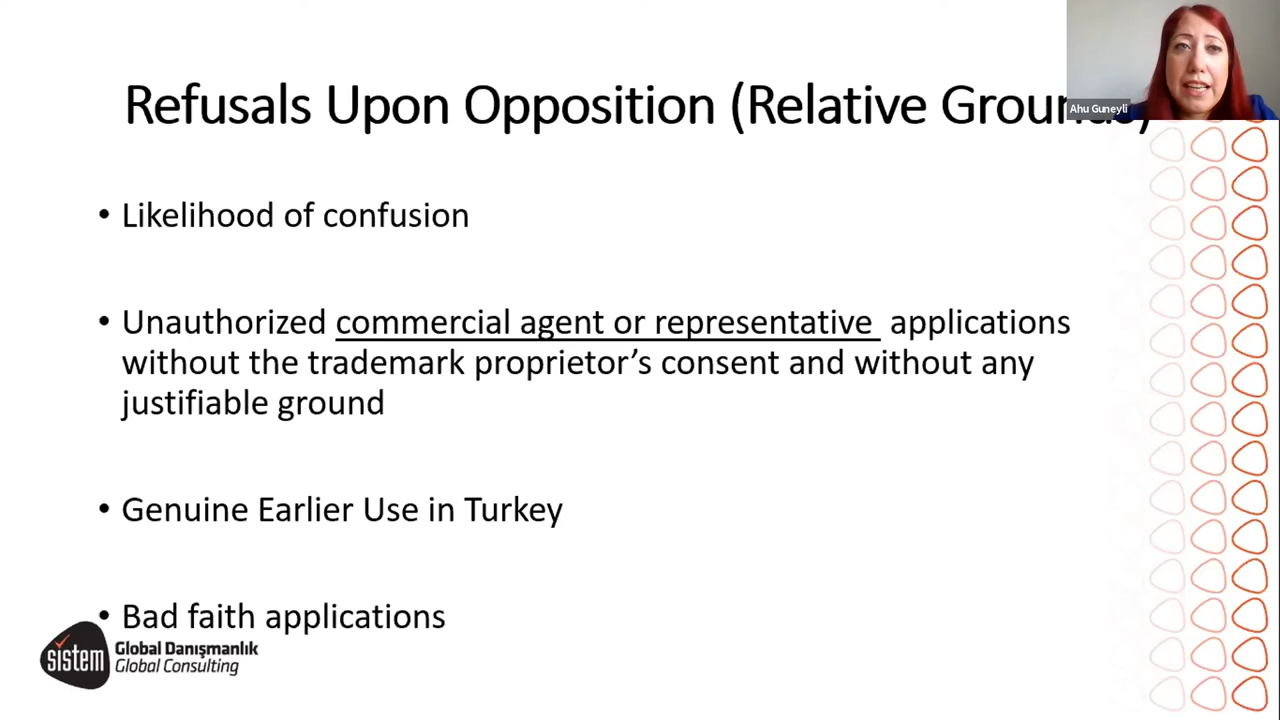 Refusals Upon Opposition (Relative Grounds)
Ahu Guneyli
• Likelihood of confusion
• Unauthorized commercial agent or representative applications
without the trademark proprietor’s consent and without any
justifiable ground
• Genuine Earlier Use in Turkey
• Bad faith applications
sistem
Global Danışmanlık
Global Consulting